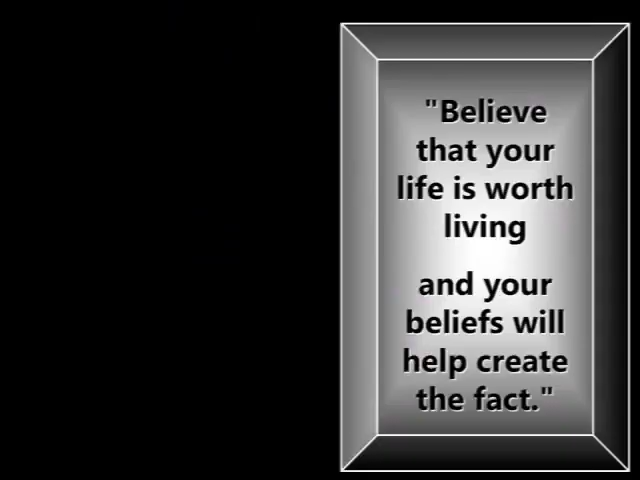 "Believe
that your
life is worth
living
and your
beliefs will
help create
the fact."